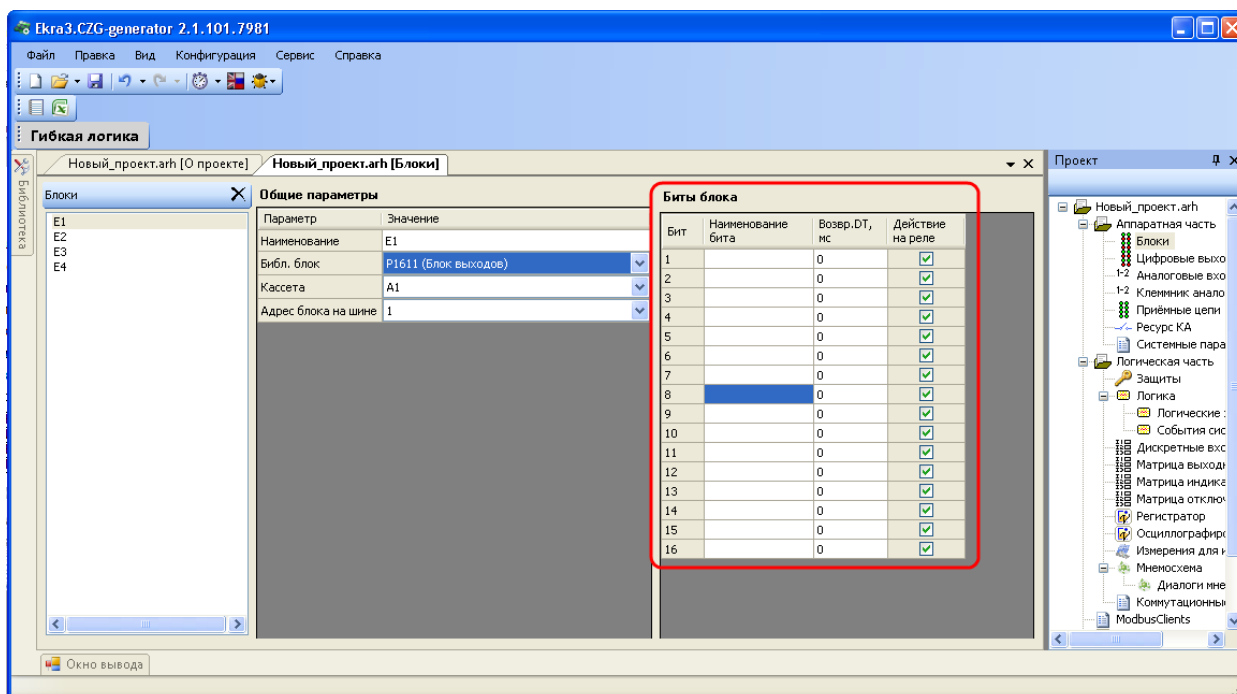 Ekra3.CZG-generator 2.1.101.7981
Файл Правка Вид Конфигурация Сервис Справка
Гибкая логика
Библиотека
Новый_проект.arh [О проекте] Новый_проект.arh [Блоки]
Блоки
E1
E2
E3
E4
Общие параметры
Параметр Значение
Наименование E1
Библ. блок P1611 (Блок выходов)
Кассета A1
Адрес блока на шине 1
Биты блока
Бит Наименование бита Возвр.DT, мс Действие на реле
1 0
2 0
3 0
4 0
5 0
6 0
7 0
8 0
9 0
10 0
11 0
12 0
13 0
14 0
15 0
16 0
Проект
Новый_проект.arh
Аппаратная часть
Блоки
Цифровые выхо
1-2 Аналоговые вхо
1-2 Клеммник анало
Приёмные цепи
Ресурс КА
Системные пара
Логическая часть
Защиты
Логика
Логические
События сис
Дискретные вхс
Матрица выходн
Матрица индика
Матрица отключ
Регистратор
Осциллографиро
Измерения для и
Мнемосхема
Диалоги мне
Коммутационны
ModbusClients
Окно вывода